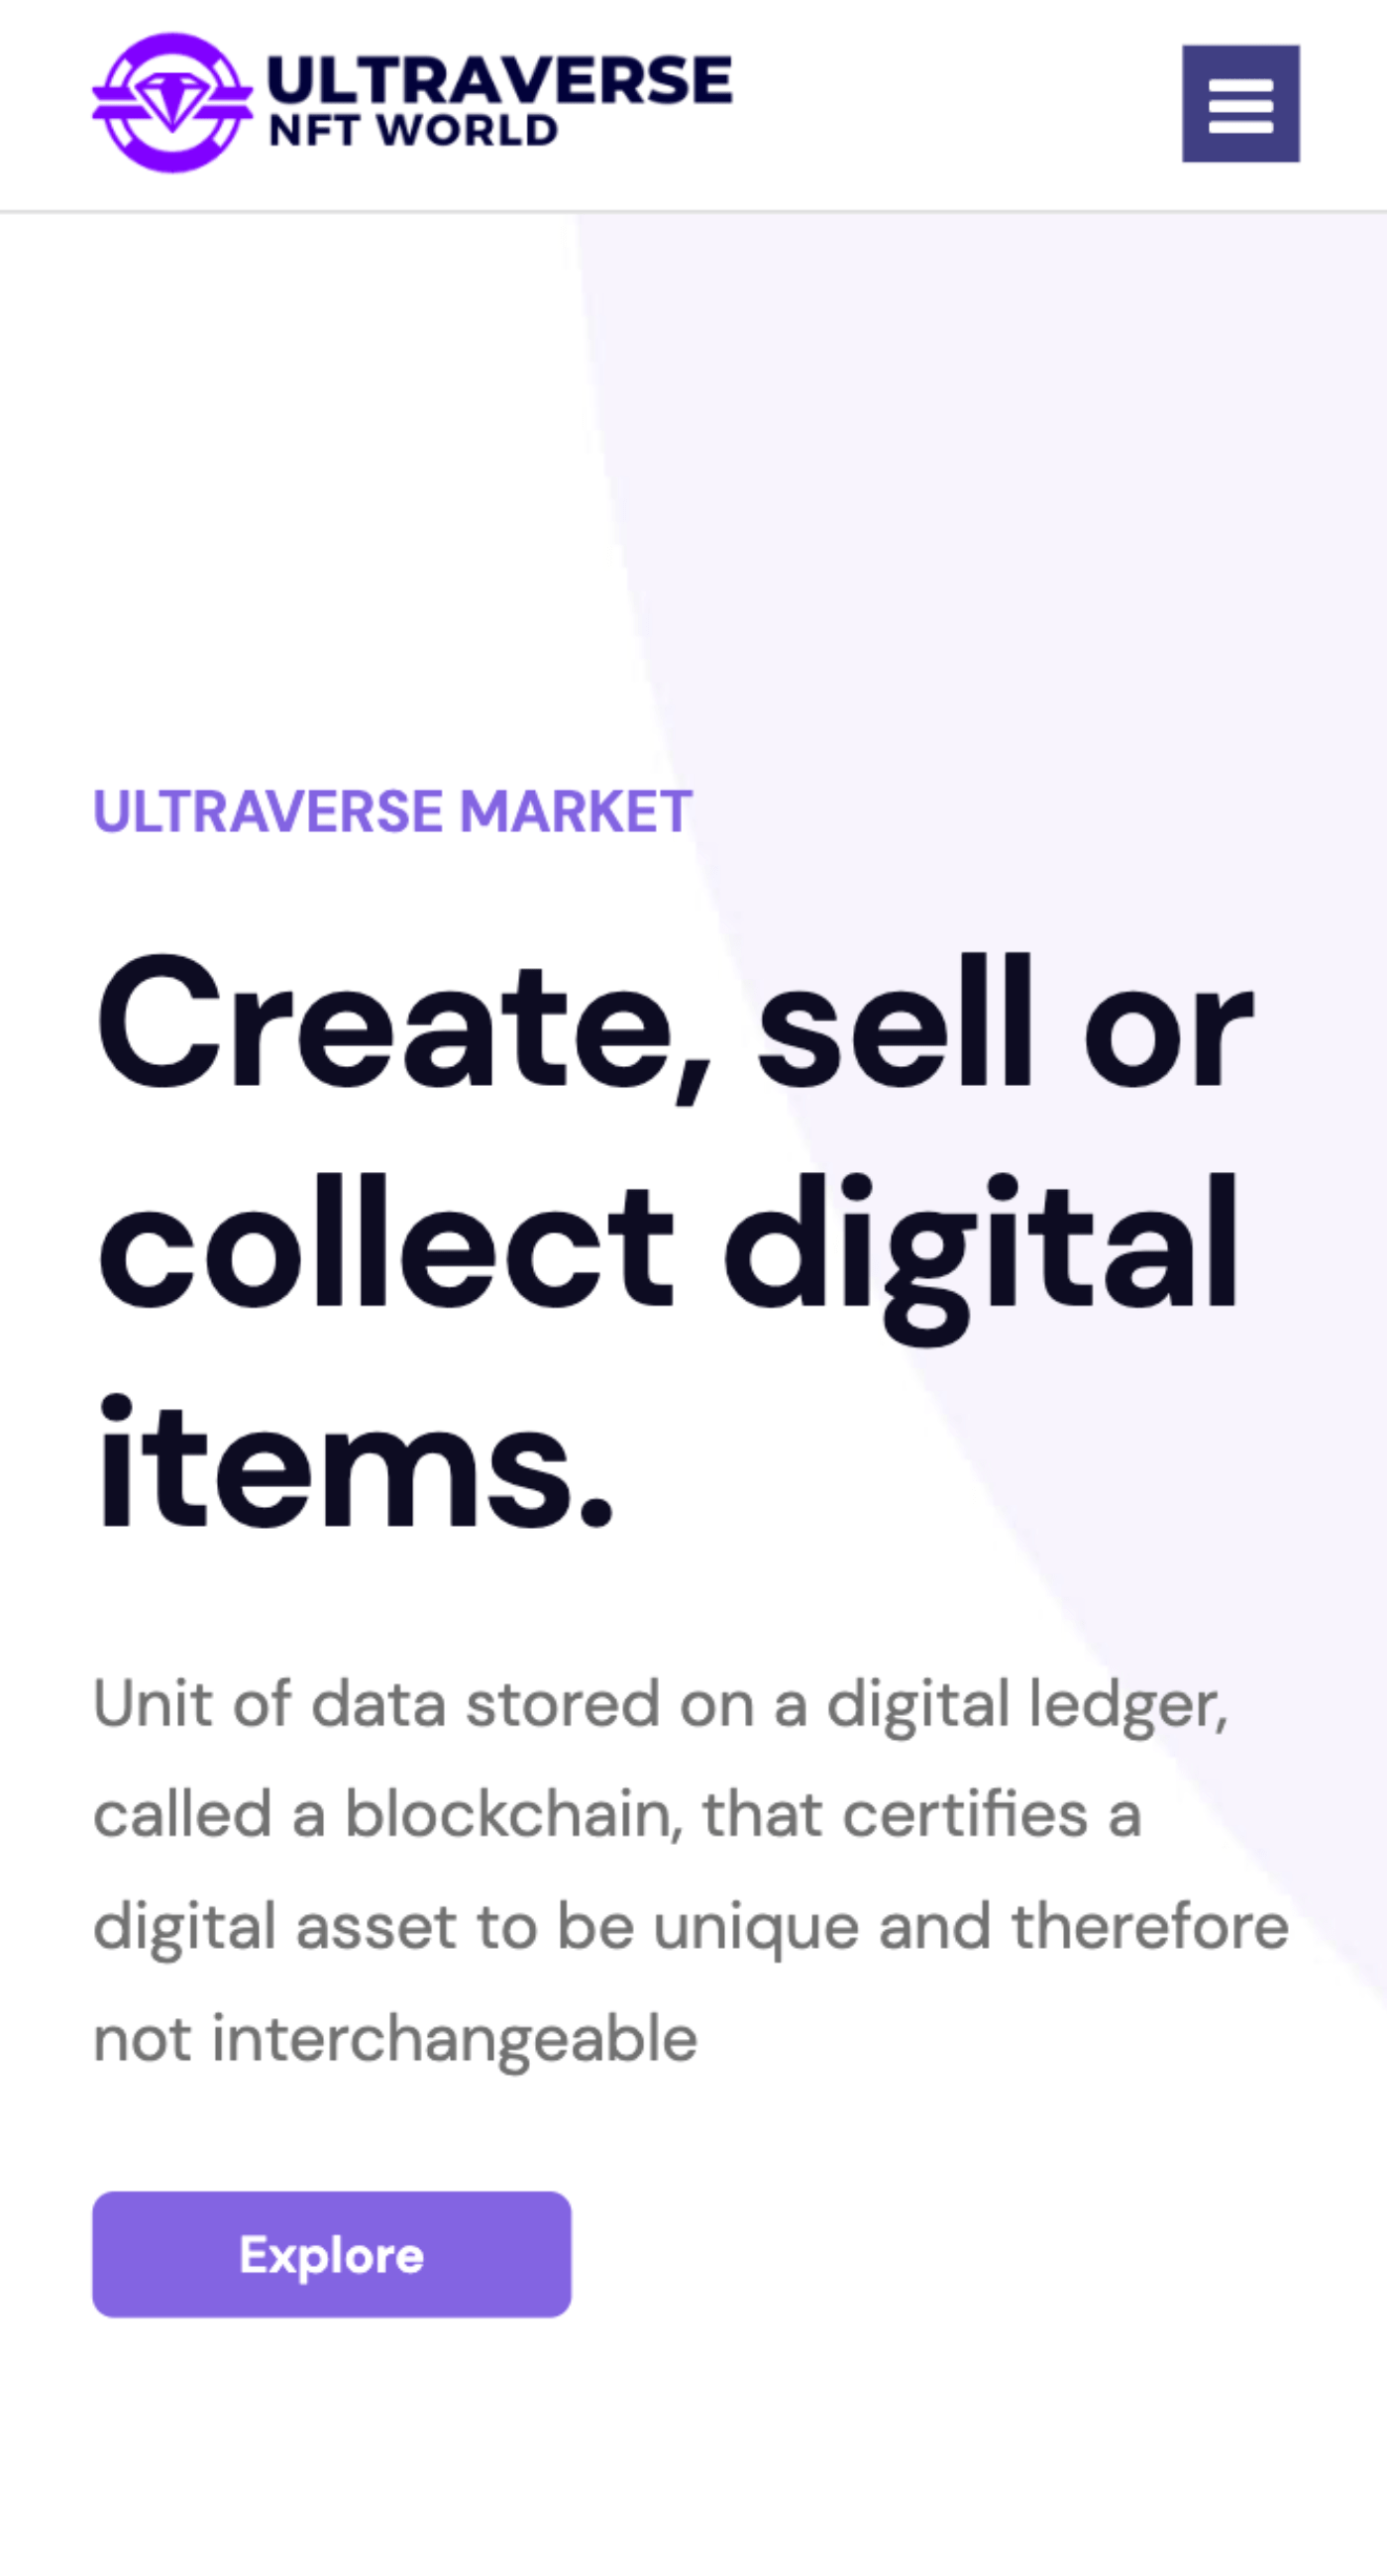 ULTRAVERSE
NFT WORLD
ULTRAVERSE MARKET
Create, sell or
collect digital
items.
Unit of data stored on a digital ledger,
called a blockchain, that certifies a
digital asset to be unique and therefore
not interchangeable
Explore